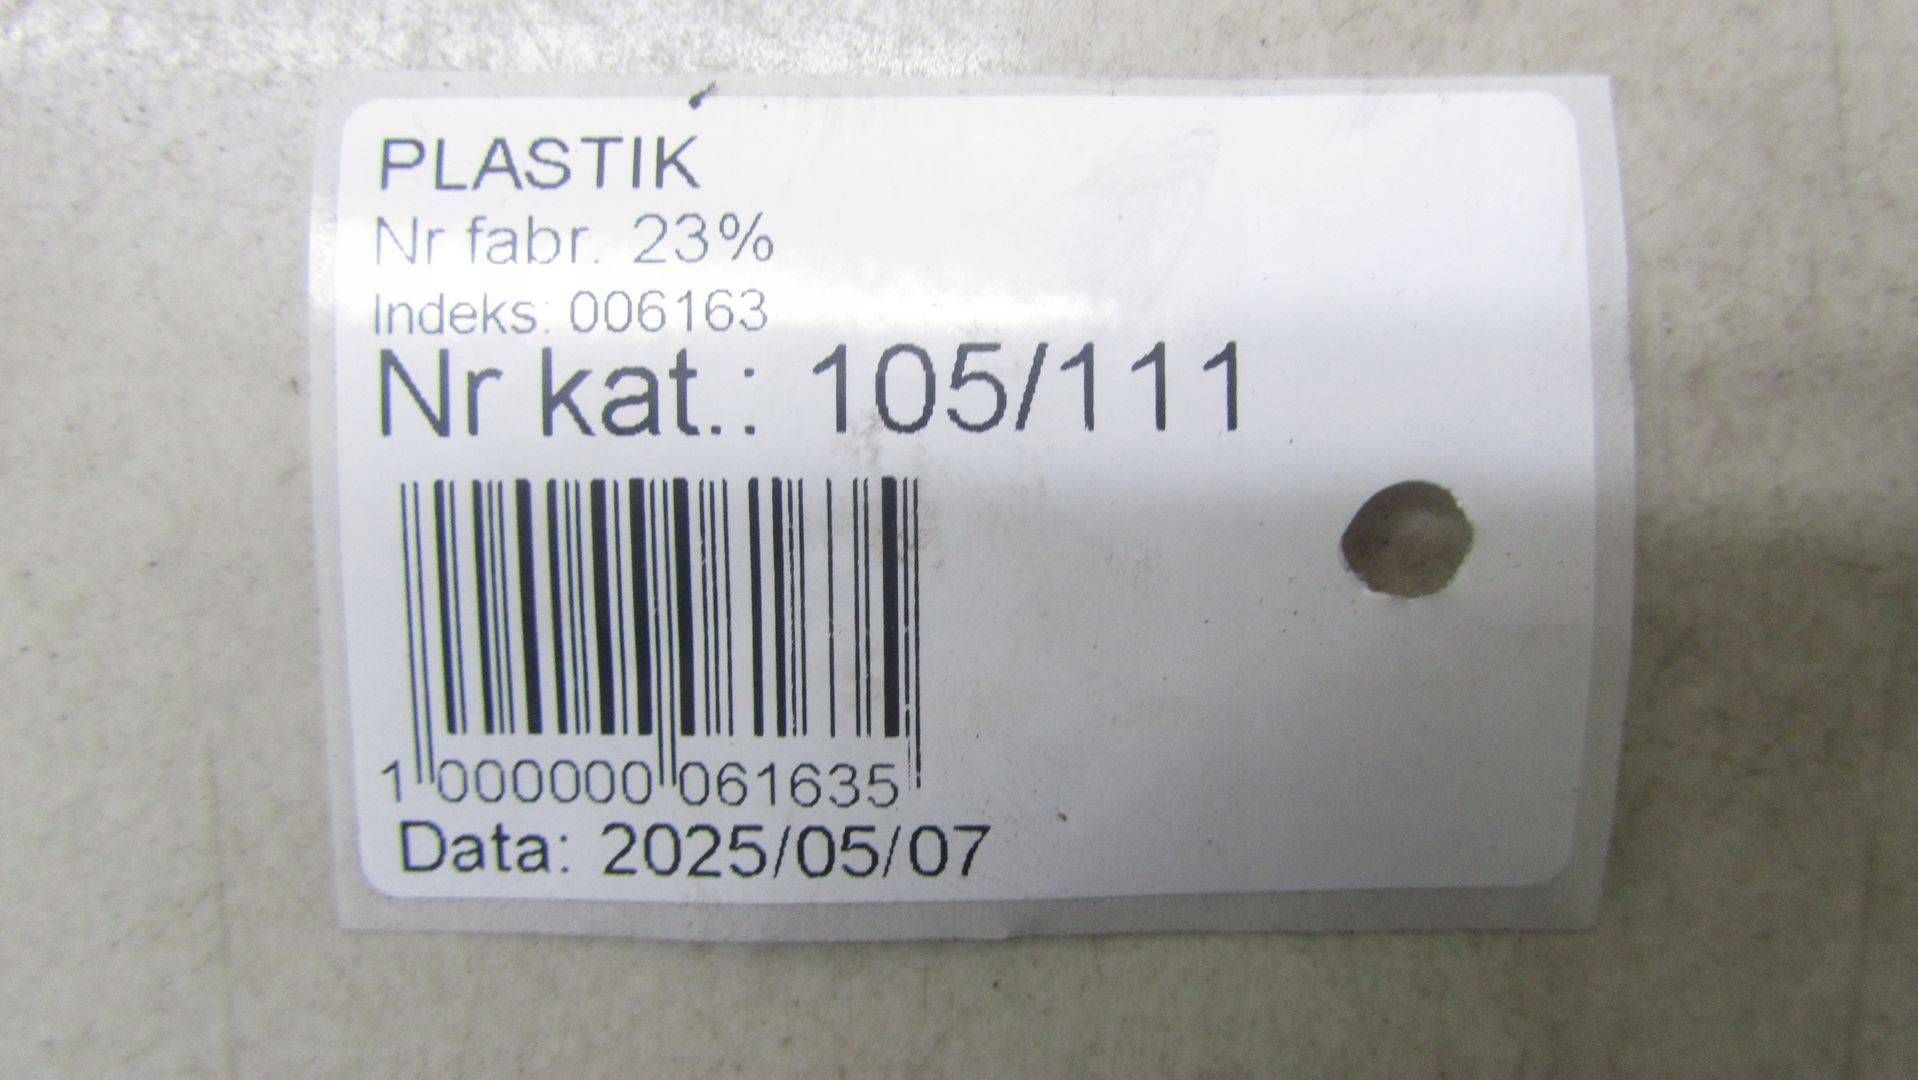 PLASTIK
Nr fabr. 23%
Indeks: 006163
Nr kat.: 105/111
1 000000 061635
Data: 2025/05/07